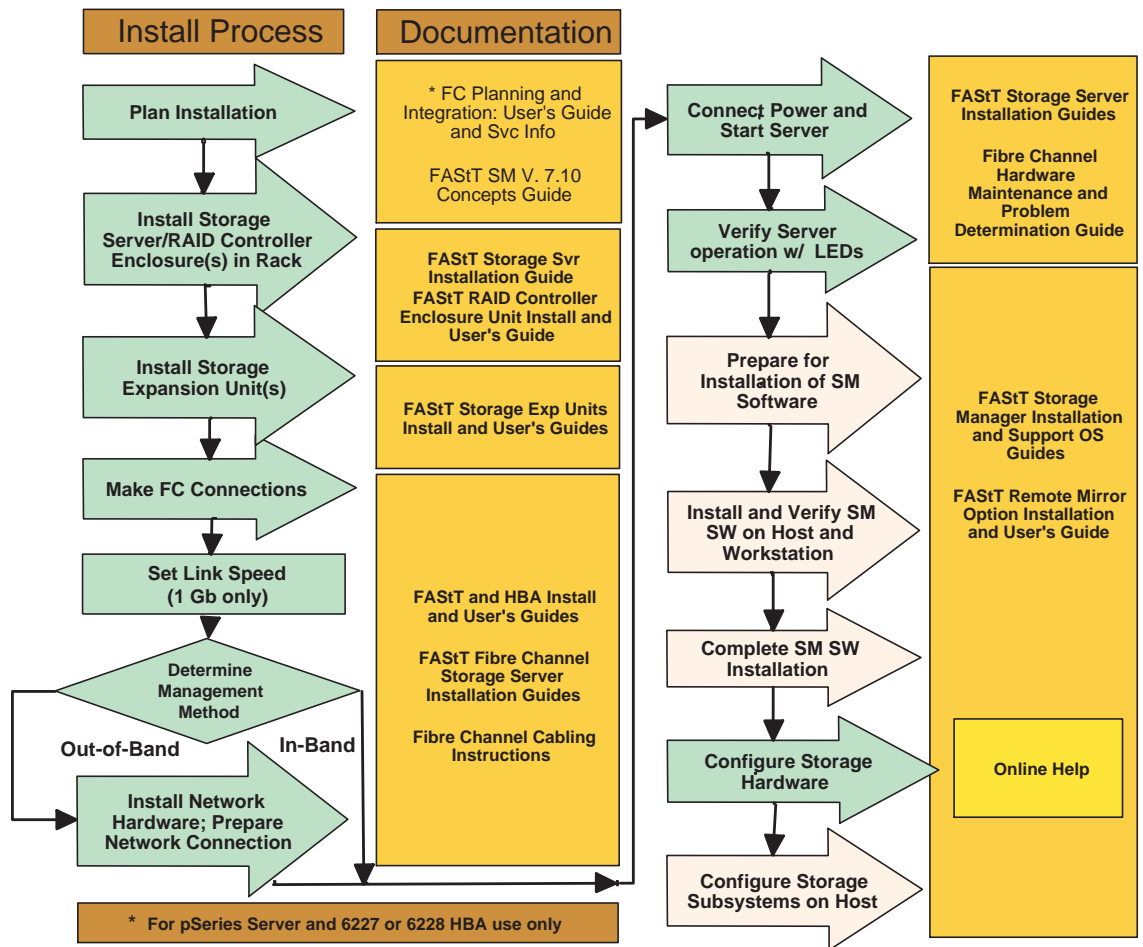 Install Process
Documentation
Plan Installation
* FC Planning and
Integration: User's Guide
and Svc Info
FAStT SM V. 7.10
Concepts Guide
Install Storage
Server/RAID Controller
Enclosure(s) in Rack
FAStT Storage Svr
Installation Guide
FAStT RAID Controller
Enclosure Unit Install and
User's Guide
Install Storage
Expansion Unit(s)
FAStT Storage Exp Units
Install and User's Guides
Make FC Connections
Set Link Speed
(1 Gb only)
Determine
Management
Method
Out-of-Band
In-Band
Install Network
Hardware; Prepare
Network Connection
FAStT and HBA Install
and User's Guides
FAStT Fibre Channel
Storage Server
Installation Guides
Fibre Channel Cabling
Instructions
* For pSeries Server and 6227 or 6228 HBA use only
Connect Power and
Start Server
FAStT Storage Server
Installation Guides
Fibre Channel
Hardware
Maintenance and
Problem
Determination Guide
Verify Server
operation w/ LEDs
Prepare for
Installation of SM
Software
FAStT Storage
Manager Installation
and Support OS
Guides
FAStT Remote Mirror
Option Installation
and User's Guide
Install and Verify SM
SW on Host and
Workstation
Complete SM SW
Installation
Configure Storage
Hardware
Online Help
Configure Storage
Subsystems on Host